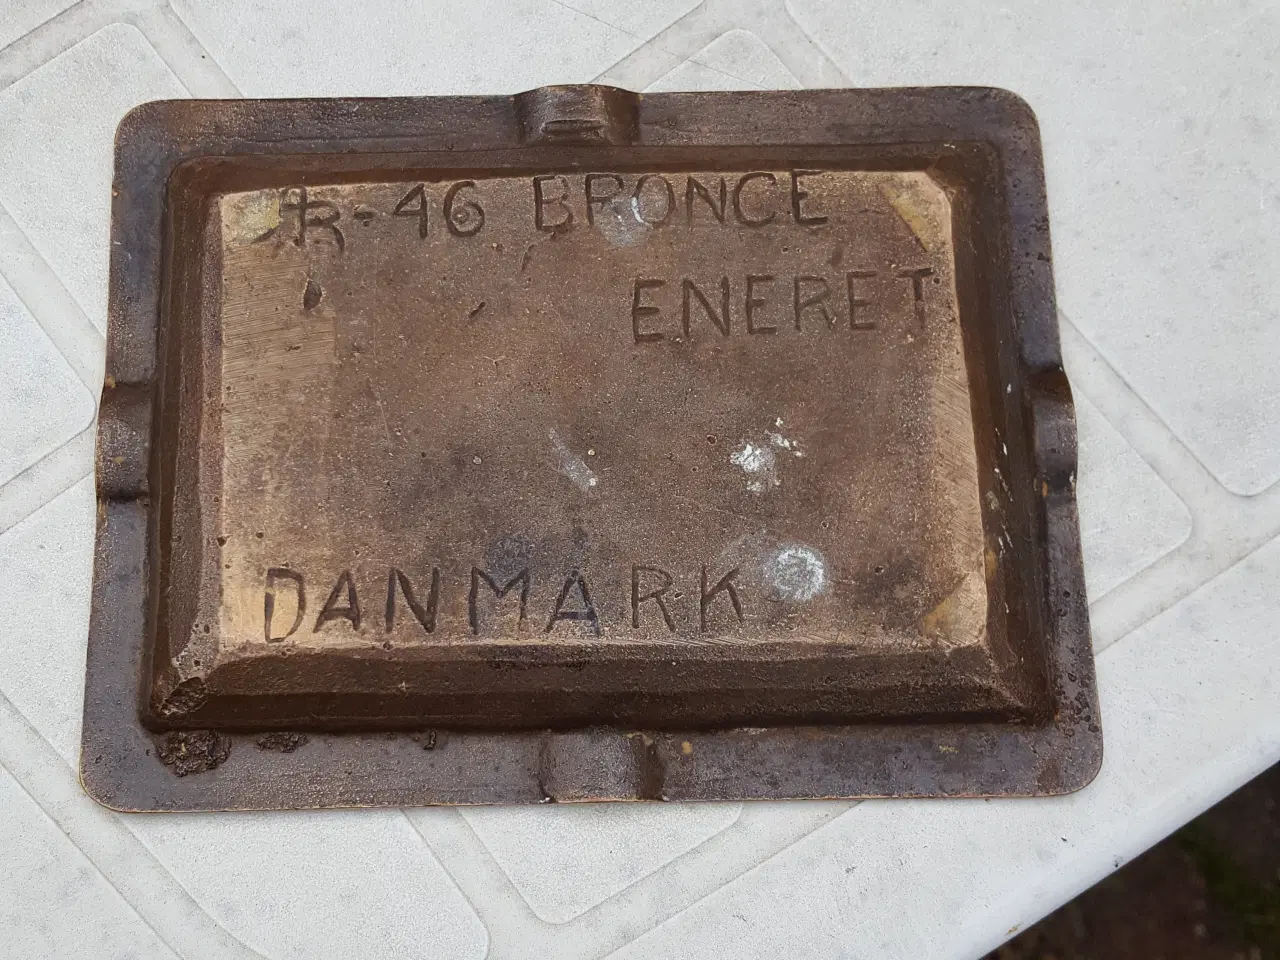 R-46 BRONCE
ENERET
DANMARK